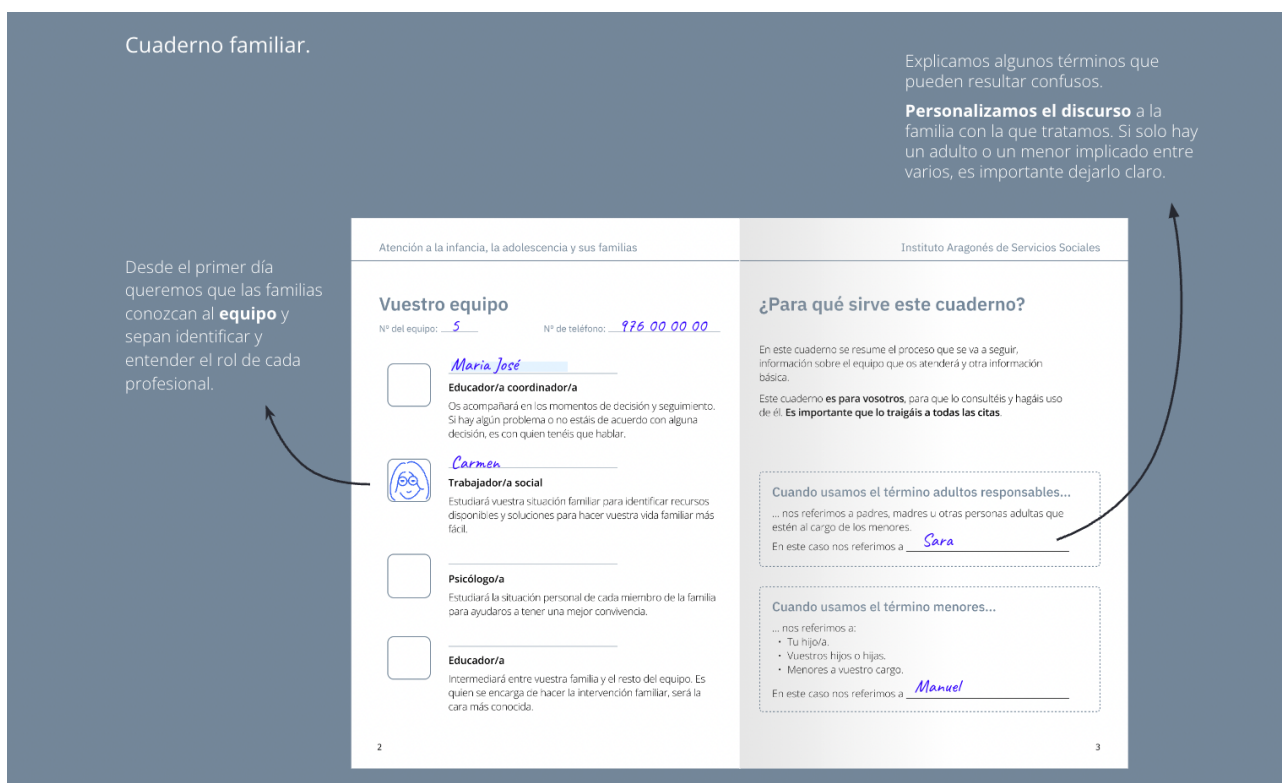 Cuaderno familiar.
Explicamos algunos términos que
pueden resultar confusos.
Personalizamos el discurso a la
familia con la que tratamos. Si solo hay
un adulto o un menor implicado entre
varios, es importante dejarlo claro.
Desde el primer día
queremos que las familias
conozcan al equipo y
sepan identificar y
entender el rol de cada
profesional.
Atención a la infancia, la adolescencia y sus familias
Vuestro equipo
Nº del equipo: 5 Nº de teléfono: 976 00 00 00
Maria José
Educador/a coordinador/a
Os acompañará en los momentos de decisión y seguimiento.
Si hay algún problema o no estáis de acuerdo con alguna
decisión, es con quien tenéis que hablar.
Carmen
Trabajador/a social
Estudiará vuestra situación familiar para identificar recursos
disponibles y soluciones para hacer vuestra vida familiar más
fácil.
Psicólogo/a
Estudiará la situación personal de cada miembro de la familia
para ayudaros a tener una mejor convivencia.
Educador/a
Intermediará entre vuestra familia y el resto del equipo. Es
quien se encarga de hacer la intervención familiar, será la
cara más conocida.
2
Instituto Aragonés de Servicios Sociales
¿Para qué sirve este cuaderno?
En este cuaderno se resume el proceso que se va a seguir,
información sobre el equipo que os atenderá y otra información
básica.
Este cuaderno es para vosotros, para que lo consultéis y hagáis uso
de él. Es importante que lo traigáis a todas las citas.
Cuando usamos el término adultos responsables...
... nos referimos a padres, madres u otras personas adultas que
estén al cargo de los menores.
En este caso nos referimos a Sara
Cuando usamos el término menores...
... nos referimos a:
• Tu hijo/a.
• Vuestros hijos o hijas.
• Menores a vuestro cargo.
En este caso nos referimos a Manuel
3